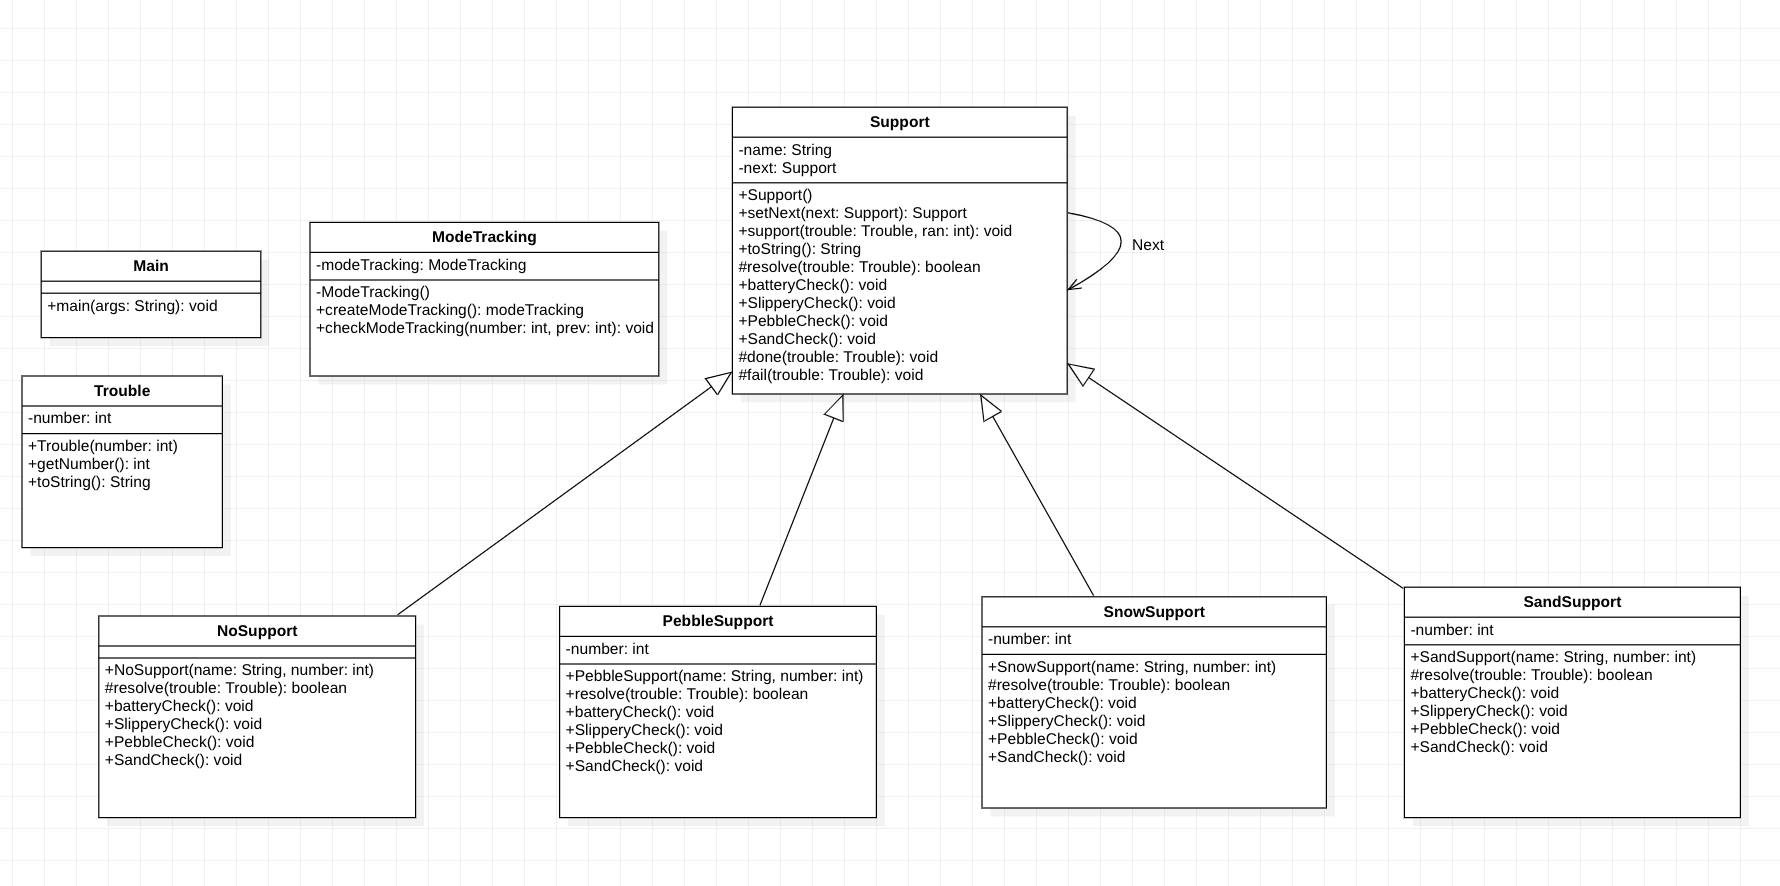 Support
-name: String
-next: Support
+Support()
+setNext(next: Support): Support
+support(trouble: Trouble, ran: int): void
+toString(): String
#resolve(trouble: Trouble): boolean
+batteryCheck(): void
+SlipperyCheck(): void
+PebbleCheck(): void
+SandCheck(): void
#done(trouble: Trouble): void
#fail(trouble: Trouble): void
Next
ModeTracking
-modeTracking: ModeTracking
-ModeTracking()
+createModeTracking(): modeTracking
+checkModeTracking(number: int, prev: int): void
Main
+main(args: String): void
Trouble
-number: int
+Trouble(number: int)
+getNumber(): int
+toString(): String
NoSupport
+NoSupport(name: String, number: int)
#resolve(trouble: Trouble): boolean
+batteryCheck(): void
+SlipperyCheck(): void
+PebbleCheck(): void
+SandCheck(): void
PebbleSupport
-number: int
+PebbleSupport(name: String, number: int)
+resolve(trouble: Trouble): boolean
+batteryCheck(): void
+SlipperyCheck(): void
+PebbleCheck(): void
+SandCheck(): void
SnowSupport
-number: int
+SnowSupport(name: String, number: int)
#resolve(trouble: Trouble): boolean
+batteryCheck(): void
+SlipperyCheck(): void
+PebbleCheck(): void
+SandCheck(): void
SandSupport
-number: int
+SandSupport(name: String, number: int)
#resolve(trouble: Trouble): boolean
+batteryCheck(): void
+SlipperyCheck(): void
+PebbleCheck(): void
+SandCheck(): void